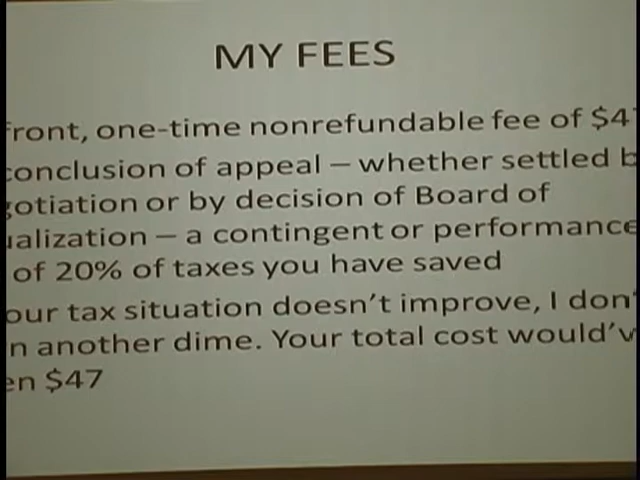 MY FEES
front, one-time nonrefundable fee of $4
conclusion of appeal – whether settled b
gotiation or by decision of Board of
ualization – a contingent or performance
of 20% of taxes you have saved
our tax situation doesn't improve, I don'
n another dime. Your total cost would'v
en $47